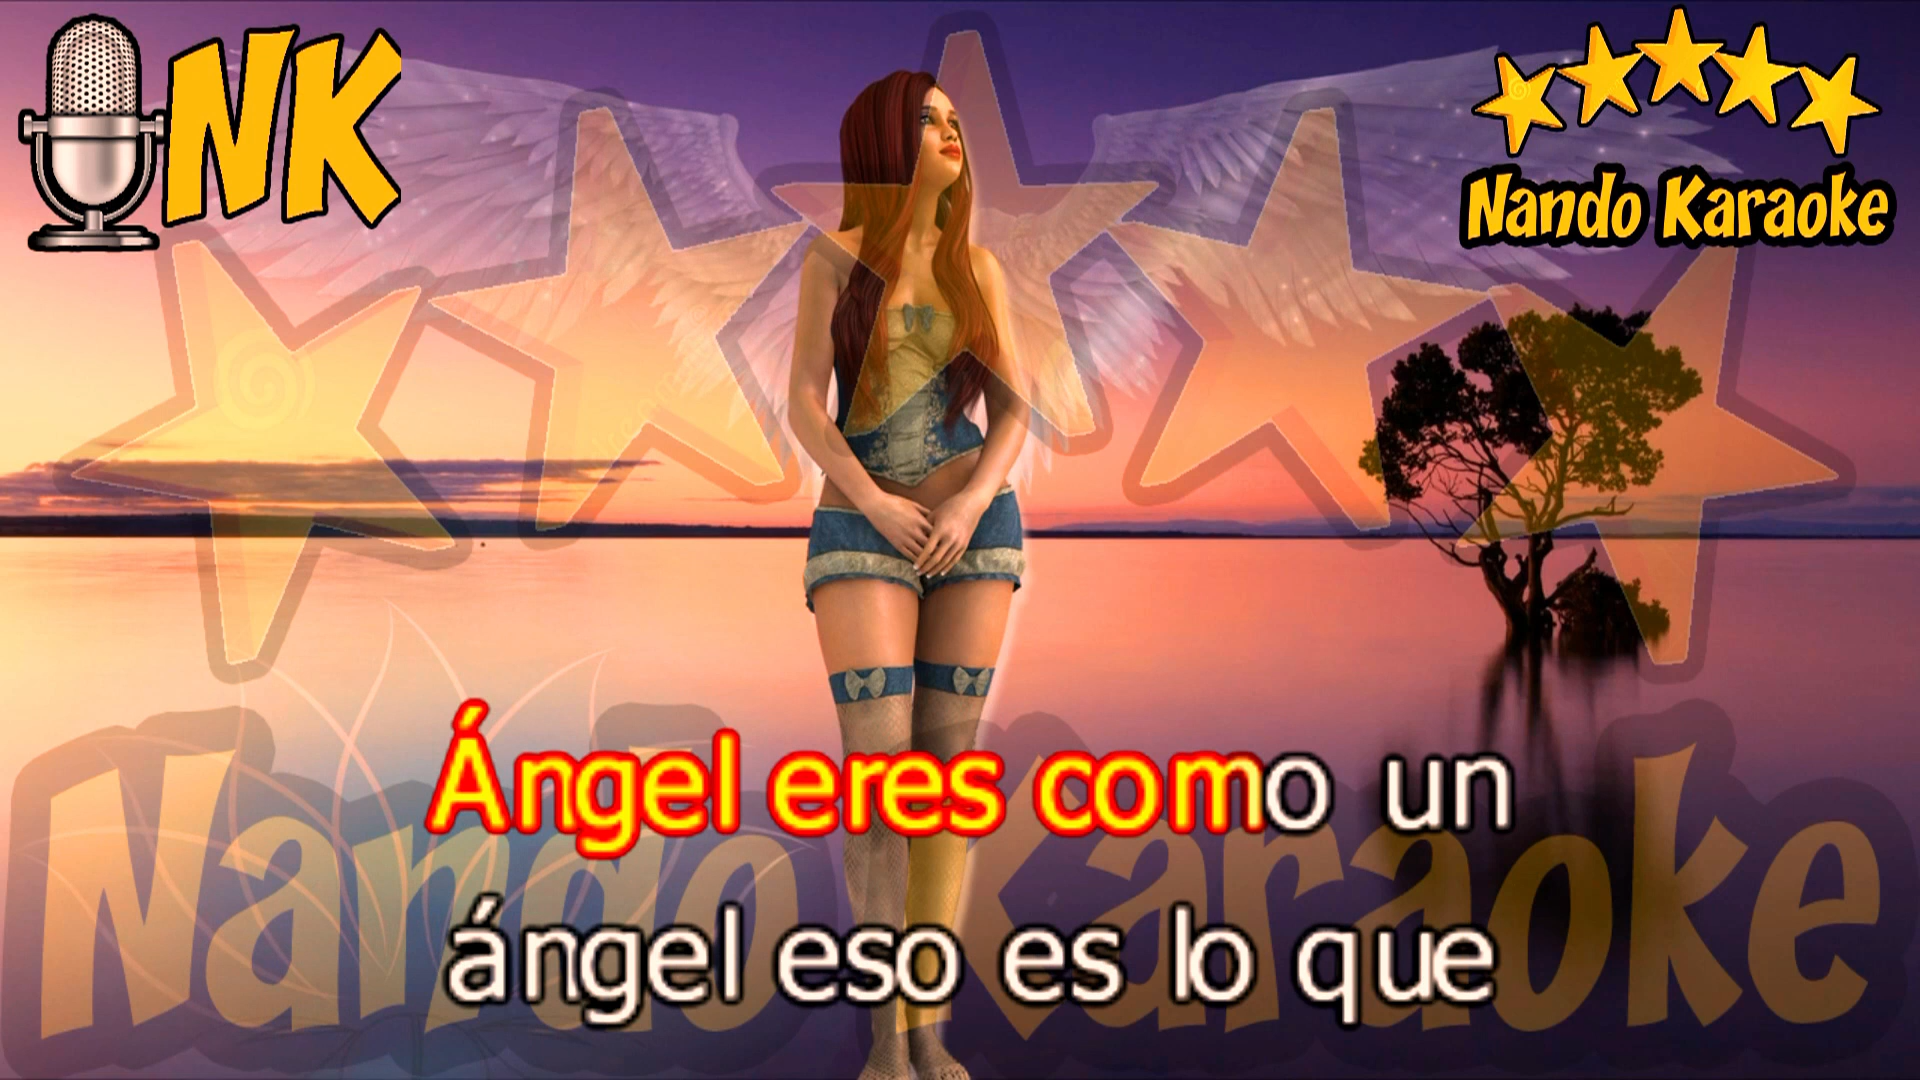 NK
Nando Karaoke
Ángel eres como un
ángel eso es lo que
Nando Karaoke